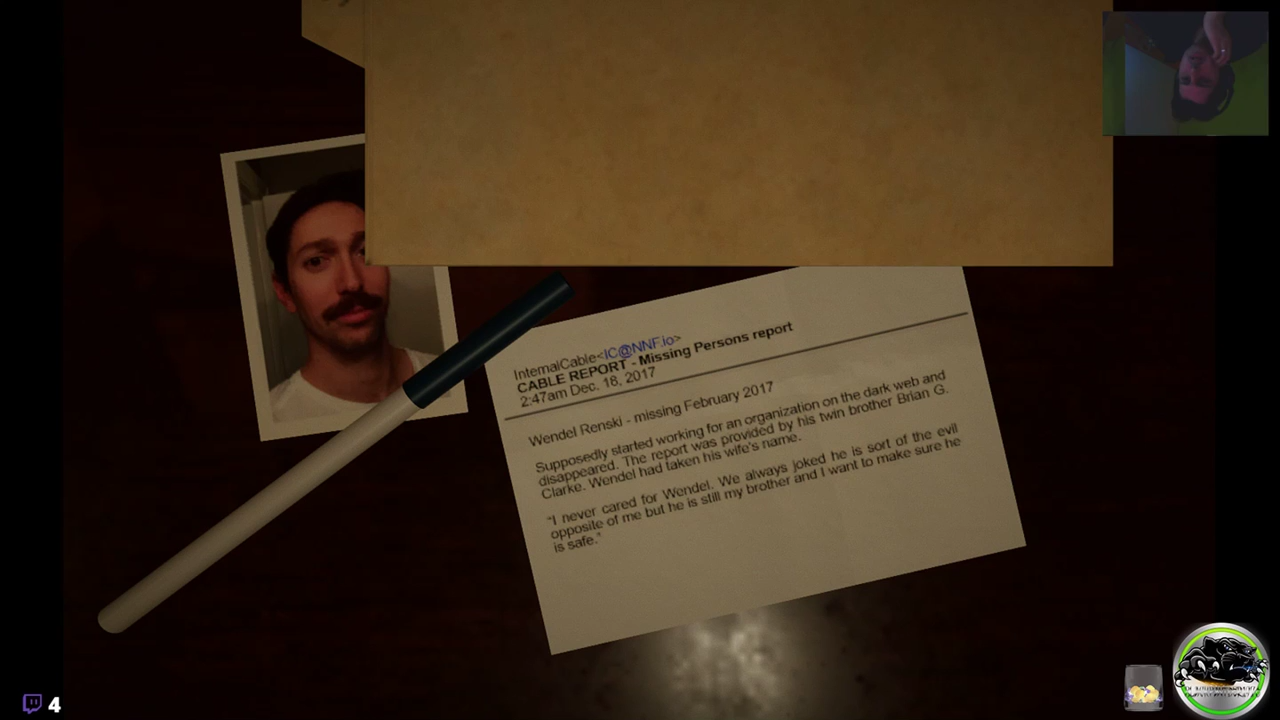 InternalCable<IC@NNF.io>
CABLE REPORT - Missing Persons report
2:47am Dec. 18, 2017
Wendel Renski - missing February 2017
Supposedly started working for an organization on the dark web and
disappeared. The report was provided by his twin brother Brian G.
Clarke. Wendel had taken his wife's name.
"I never cared for Wendel. We always joked he is sort of the evil
opposite of me but he is still my brother and I want to make sure he
is safe."
4